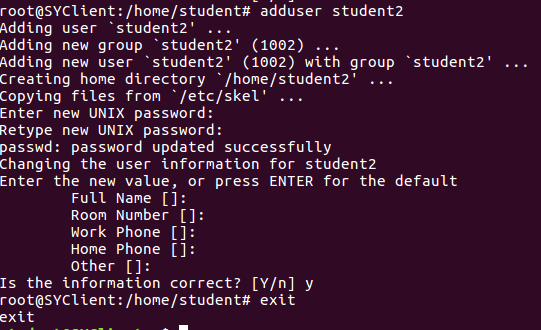 root@SYClient:/home/student# adduser student2
Adding user `student2' ...
Adding new group `student2' (1002) ...
Adding new user `student2' (1002) with group `student2' ...
Creating home directory `/home/student2' ...
Copying files from `/etc/skel' ...
Enter new UNIX password:
Retype new UNIX password:
passwd: password updated successfully
Changing the user information for student2
Enter the new value, or press ENTER for the default
Full Name []:
Room Number []:
Work Phone []:
Home Phone []:
Other []:
Is the information correct? [Y/n] y
root@SYClient:/home/student# exit
exit